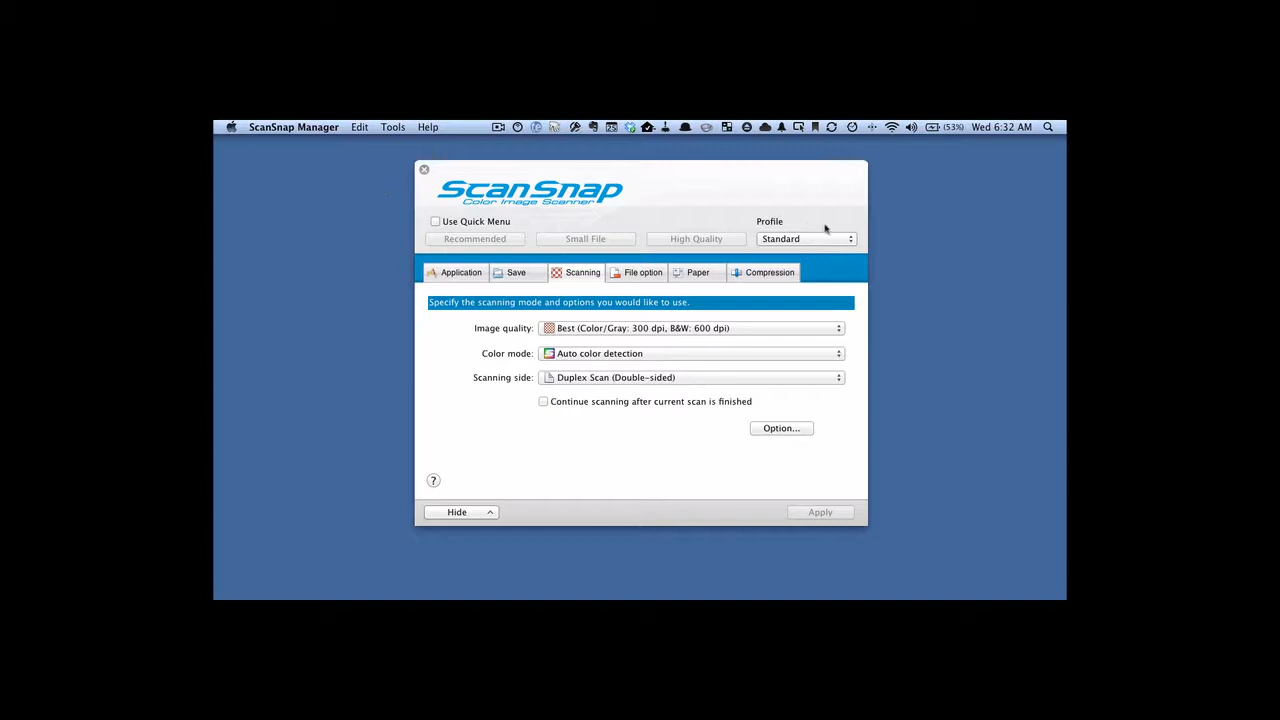 ScanSnap Manager Edit Tools Help (53%) Wed 6:32 AM
ScanSnap
Color Image Scanner
Use Quick Menu Profile
Recommended Small File High Quality Standard
Application Save Scanning File option Paper Compression
Specify the scanning mode and options you would like to use.
Image quality: Best (Color/Gray: 300 dpi, B&W: 600 dpi)
Color mode: Auto color detection
Scanning side: Duplex Scan (Double-sided)
Continue scanning after current scan is finished
Option...
?
Hide Apply